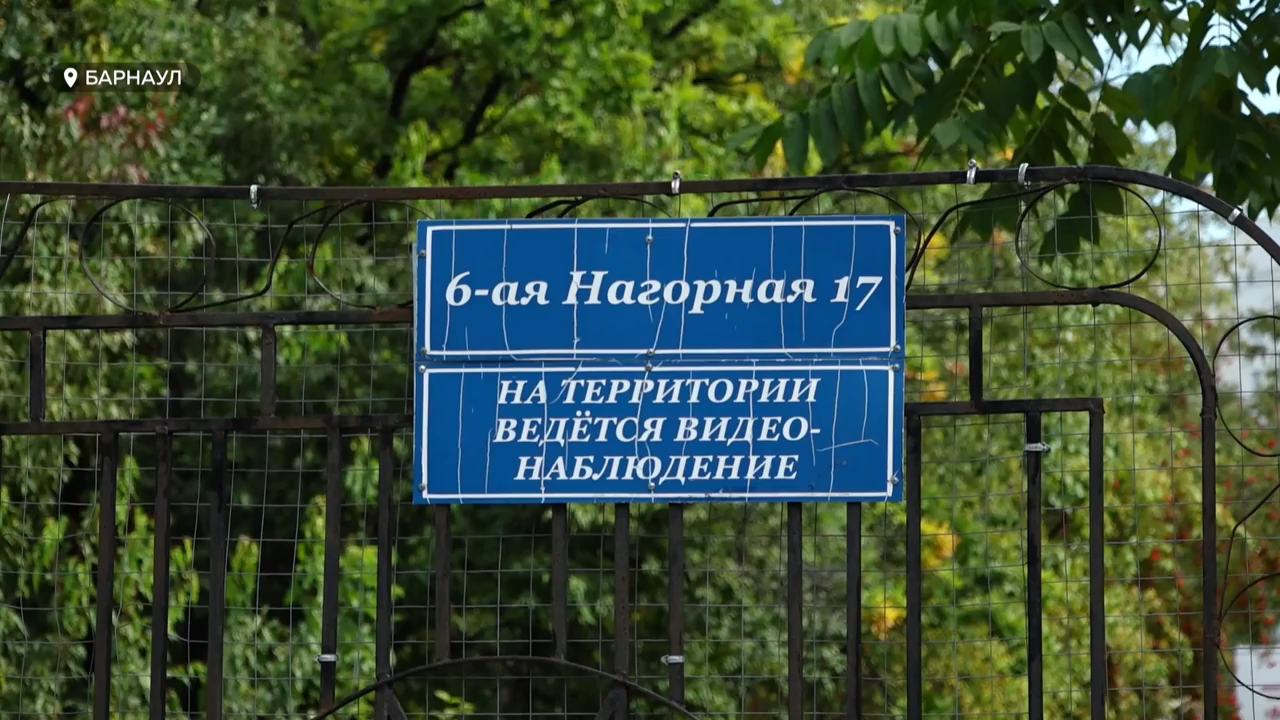 БАРНАУЛ
6-ая Нагорная 17
НА ТЕРРИТОРИИ
ВЕДЁТСЯ ВИДЕО-
НАБЛЮДЕНИЕ